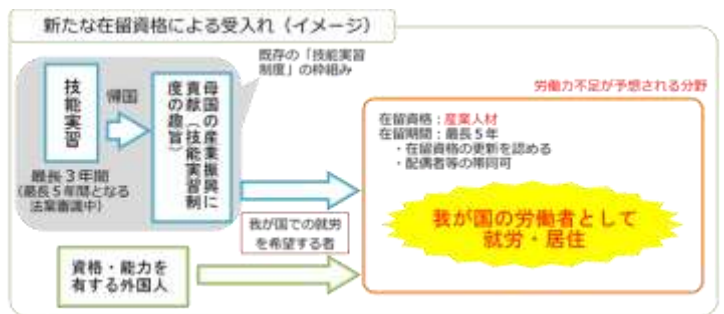 新たな在留資格による受入れ（イメージ）
既存の「技能実習
制度」の枠組み
技能実習
帰国
母国の産業振興に
貢献（技能実習制
度の趣旨）
最長３年間
（最長５年間となる
法案審議中）
労働力不足が予想される分野
在留資格：産業人材
在留期間：最長５年
・在留資格の更新を認める
・配偶者等の帯同可
我が国での就労
を希望する者
我が国の労働者として
就労・居住
資格・能力を
有する外国人